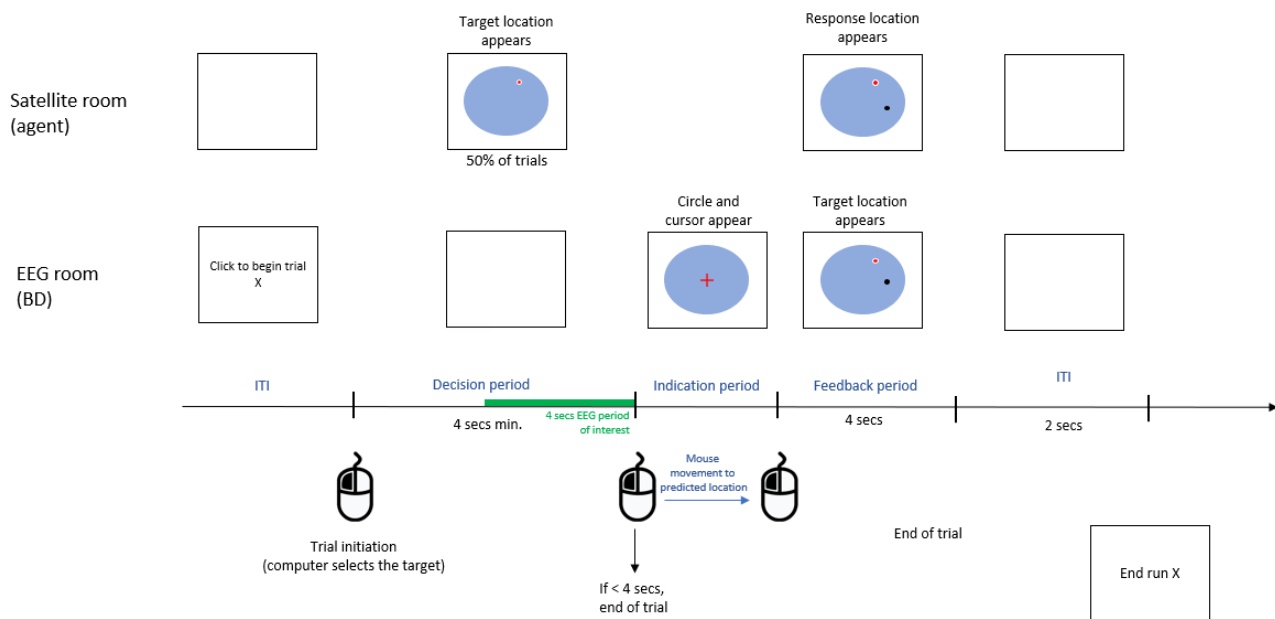 Target location
appears
Response location
appears
Satellite room
(agent)
50% of trials
Circle and
cursor appear
Target location
appears
EEG room
(BD)
Click to begin trial
X
ITI
Decision period
Indication period
Feedback period
ITI
4 secs min.
4 secs EEG period
of interest
4 secs
2 secs
Mouse
movement to
predicted location
Trial initiation
(computer selects the target)
If < 4 secs,
end of trial
End of trial
End run X